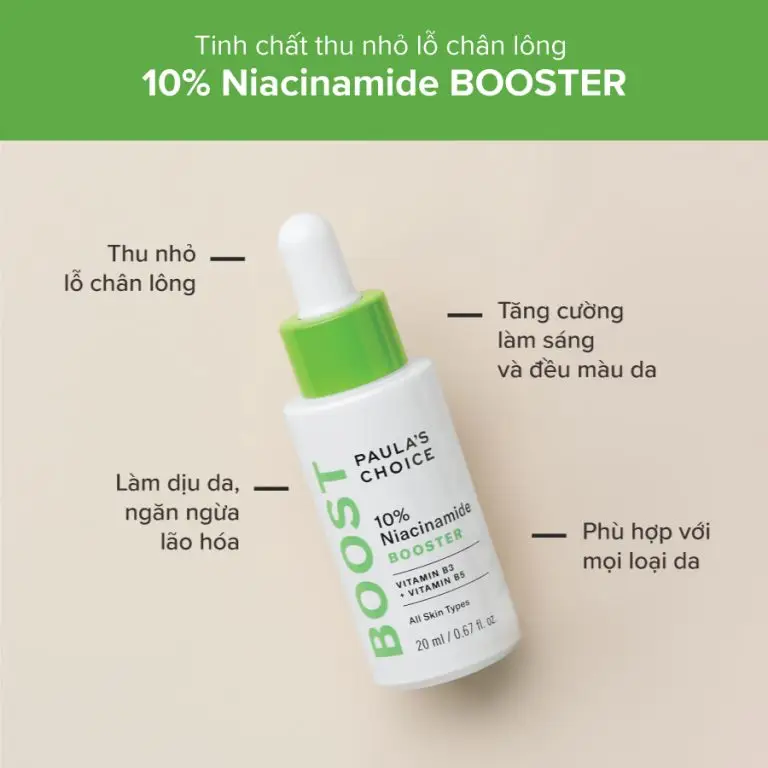 Tinh chất thu nhỏ lỗ chân lông
10% Niacinamide BOOSTER
Thu nhỏ
lỗ chân lông
Tăng cường
làm sáng
và đều màu da
Làm dịu da,
ngăn ngừa
lão hóa
Phù hợp với
mọi loại da
BOOST
PAULA'S
CHOICE
10%
Niacinamide
BOOSTER
VITAMIN B3
+ VITAMIN B5
All Skin Types
20 ml / 0.67 fl. oz.